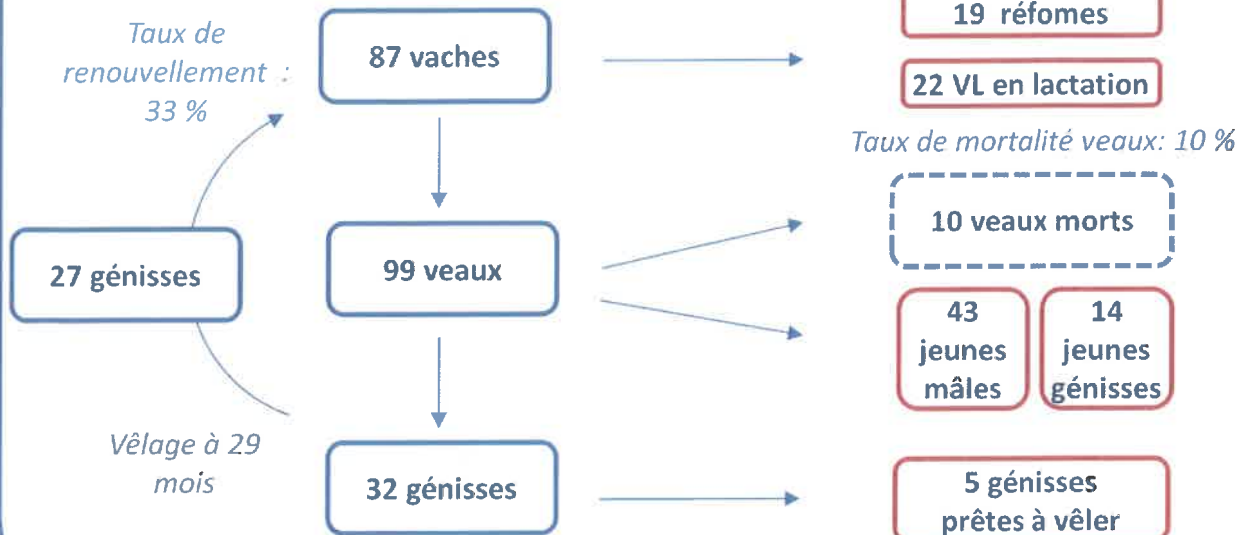 Taux de
renouvellement :
33 %
87 vaches
19 réfomes
22 VL en lactation
Taux de mortalité veaux: 10 %
27 génisses
99 veaux
10 veaux morts
43
jeunes
mâles
14
jeunes
génisses
Vêlage à 29
mois
32 génisses
5 génisses
prêtes à vêler